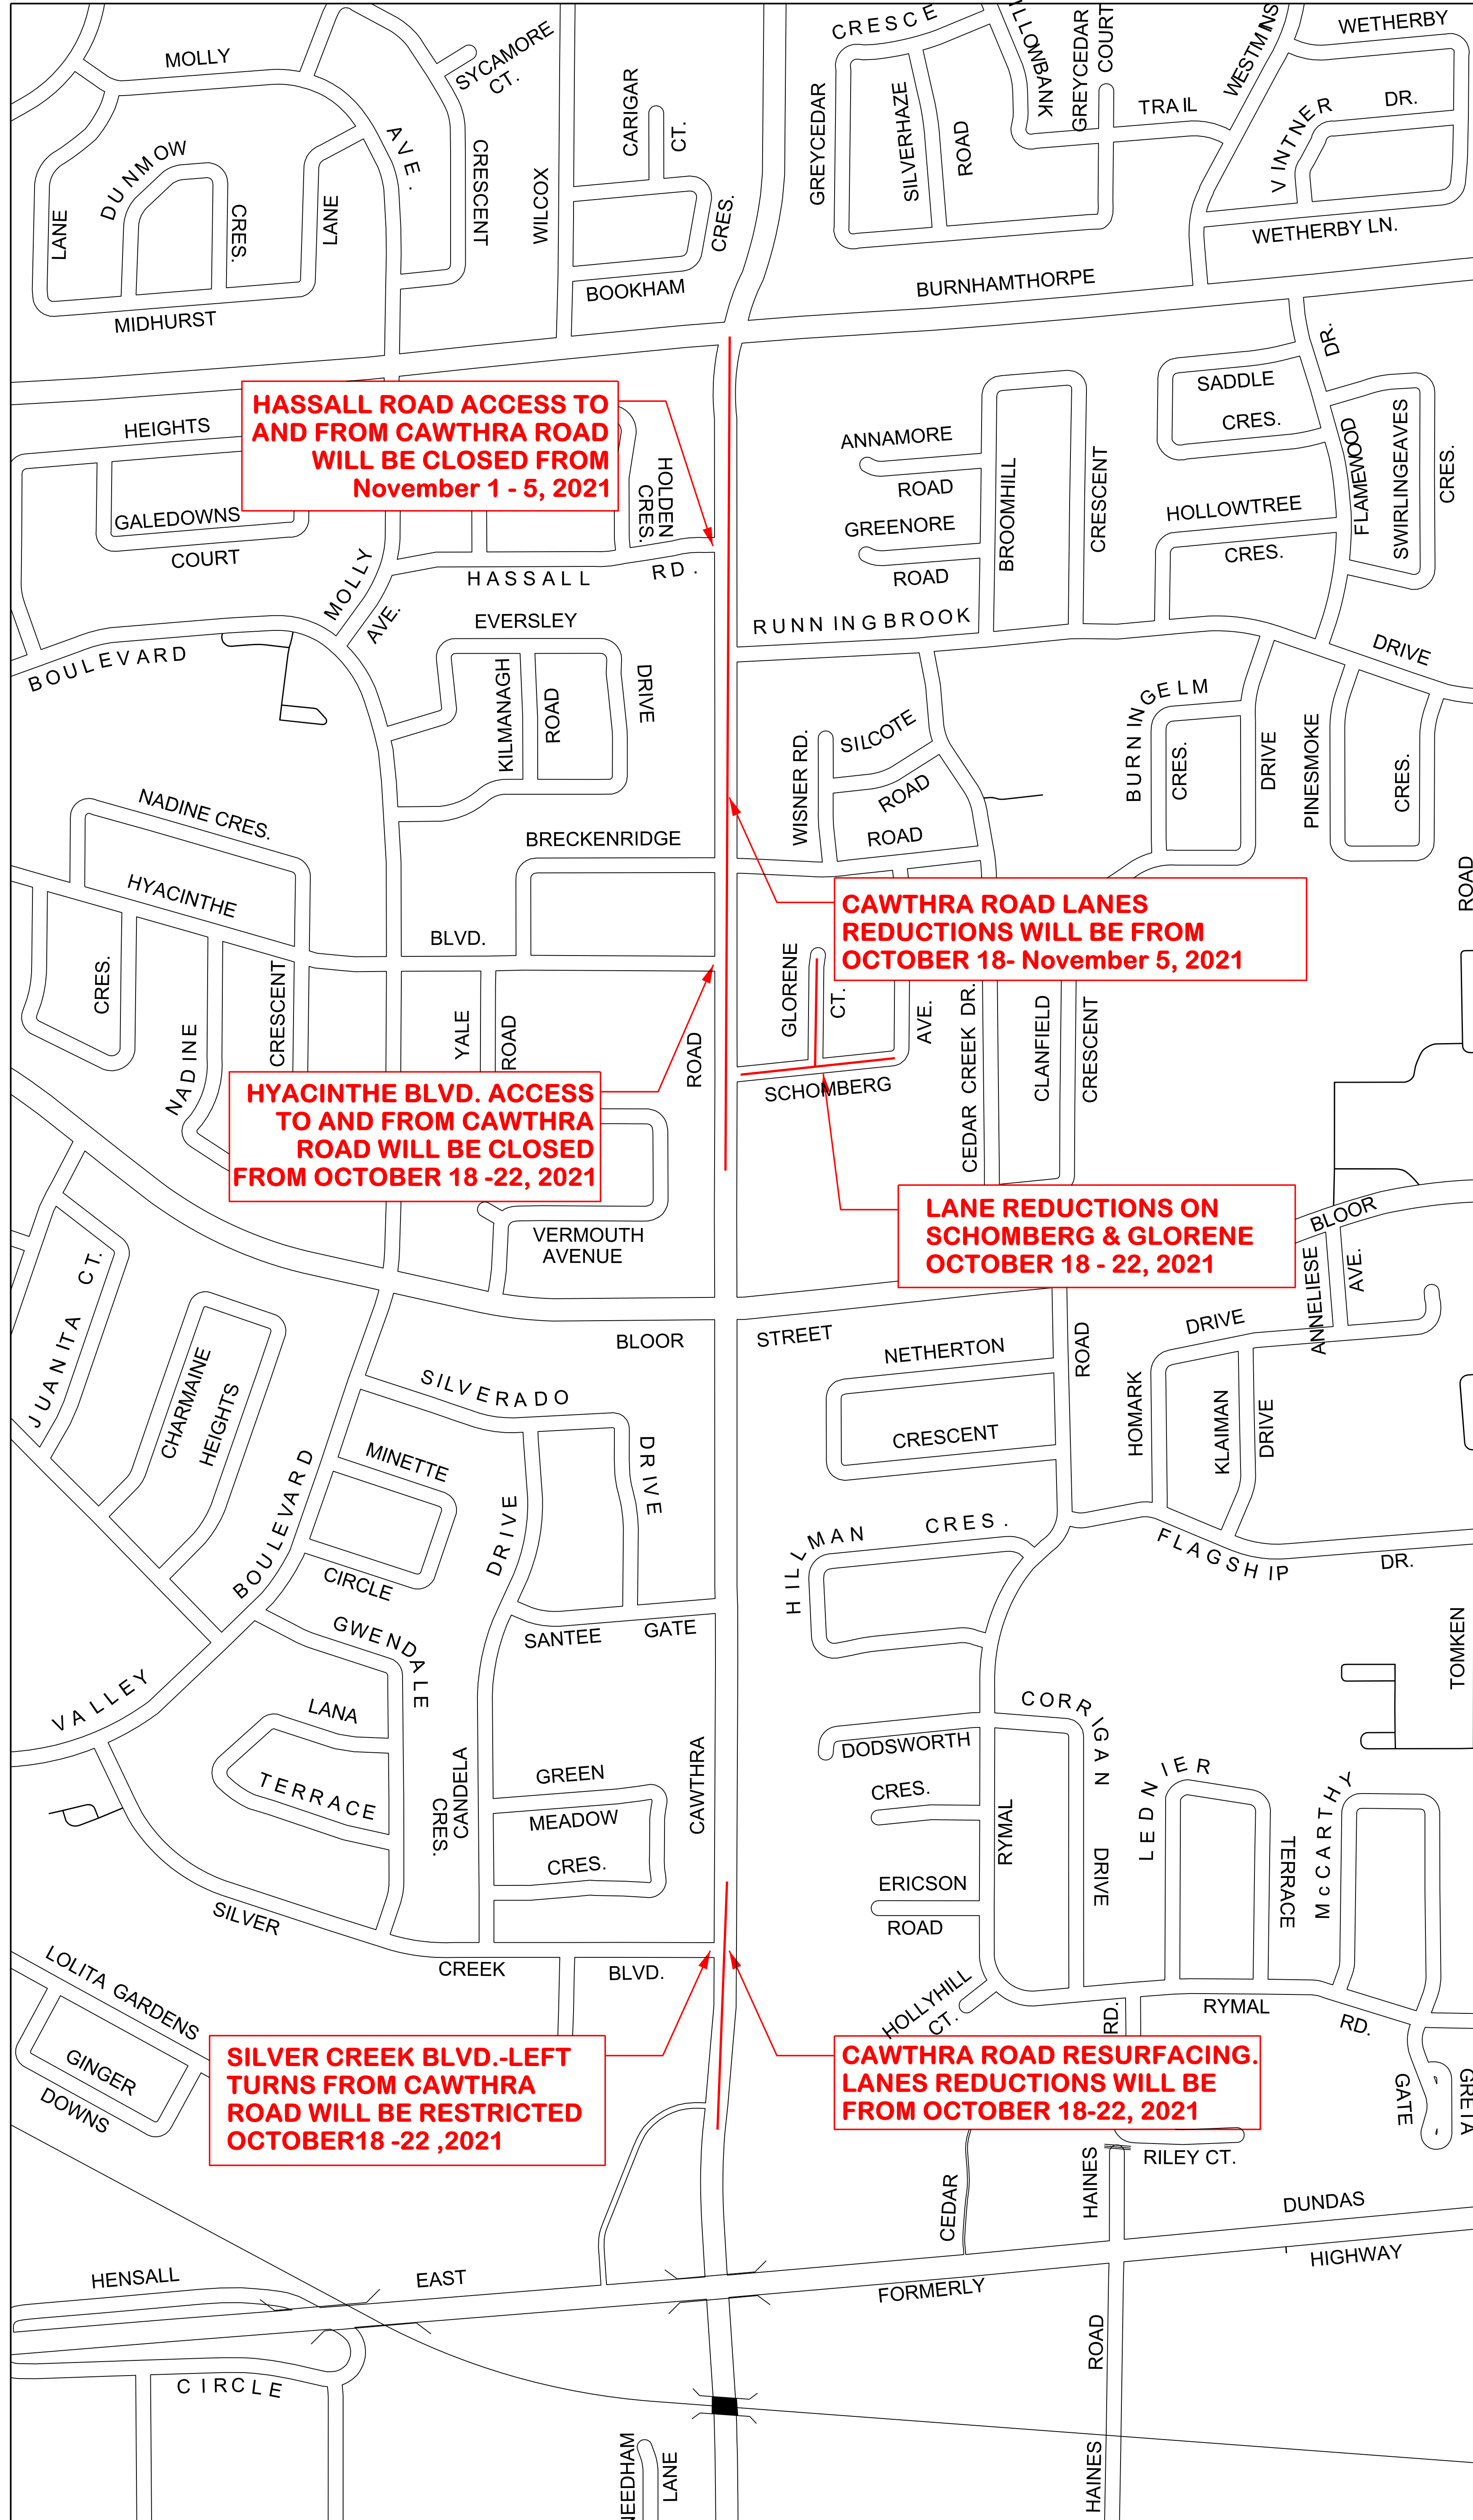 CRESCE
ILLOWBANK
GREYCEDAR
COURT
WESTMINS
WETHERBY
MOLLY
SYCAMORE
CT.
CARIGAR
CT.
GREYCEDAR
SILVERHAZE
ROAD
TRAIL
VINTNER
DR.
DUNMOW
CRES.
AVE.
CRESCENT
WILCOX
LANE
LANE
CRES.
WETHERBY LN.
BOOKHAM
BURNHAMTHORPE
MIDHURST
DR.
HASSALL ROAD ACCESS TO
AND FROM CAWTHRA ROAD
WILL BE CLOSED FROM
November 1 - 5, 2021
HEIGHTS
GALEDOWNS
COURT
HOLDEN
CRES.
ANNAMORE
ROAD
GREENORE
ROAD
BROOMHILL
CRESCENT
SADDLE
CRES.
FLAMEWOOD
SWIRLINGEAVES
CRES.
HOLLOWTREE
CRES.
MOLLY
AVE.
HASSALL
RD.
EVERSLEY
RUNNINGBROOK
DRIVE
BOULEVARD
KILMANAGH
ROAD
DRIVE
WISNER RD.
SILCOTE
ROAD
ROAD
BURNINGELM
CRES.
DRIVE
PINESMOKE
CRES.
NADINE CRES.
BRECKENRIDGE
HYACINTHE
BLVD.
ROAD
CAWTHRA ROAD LANES
REDUCTIONS WILL BE FROM
OCTOBER 18- November 5, 2021
CRES.
NADINE
CRESCENT
YALE
ROAD
ROAD
GLORENE
CT.
AVE.
CEDAR CREEK DR.
CLANFIELD
CRESCENT
SCHOMBERG
HYACINTHE BLVD. ACCESS
TO AND FROM CAWTHRA
ROAD WILL BE CLOSED
FROM OCTOBER 18 -22, 2021
LANE REDUCTIONS ON
SCHOMBERG & GLORENE
OCTOBER 18 - 22, 2021
BLOOR
VERMOUTH
AVENUE
ANNELIESE
AVE.
JUANITA CT.
CHARMAINE
HEIGHTS
BLOOR
STREET
NETHERTON
CRESCENT
ROAD
DRIVE
HOMARK
KLAIMAN
DRIVE
SILVERADO
DRIVE
MINETTE
CIRCLE
BOULEVARD
DRIVE
HILLMAN
CRES.
FLAGSHIP
DR.
GWENDALE
SANTEE
GATE
TOMKEN
VALLEY
LANA
TERRACE
CANDELA
CRES.
GREEN
MEADOW
CRES.
CAWTHRA
CORRIGAN
DRIVE
DODSWORTH
CRES.
RYMAL
LEDNIER
TERRACE
McCARTHY
ERICSON
ROAD
SILVER
CREEK
BLVD.
LOLITA GARDENS
GINGER
DOWNS
HOLLYHILL
CT.
RD.
RYMAL
RD.
SILVER CREEK BLVD.-LEFT
TURNS FROM CAWTHRA
ROAD WILL BE RESTRICTED
OCTOBER18 -22 ,2021
CAWTHRA ROAD RESURFACING.
LANES REDUCTIONS WILL BE
FROM OCTOBER 18-22, 2021
GATE
GRETA
RILEY CT.
CEDAR
HAINES
DUNDAS
HIGHWAY
HENSALL
EAST
FORMERLY
ROAD
CIRCLE
NEEDHAM
LANE
HAINES